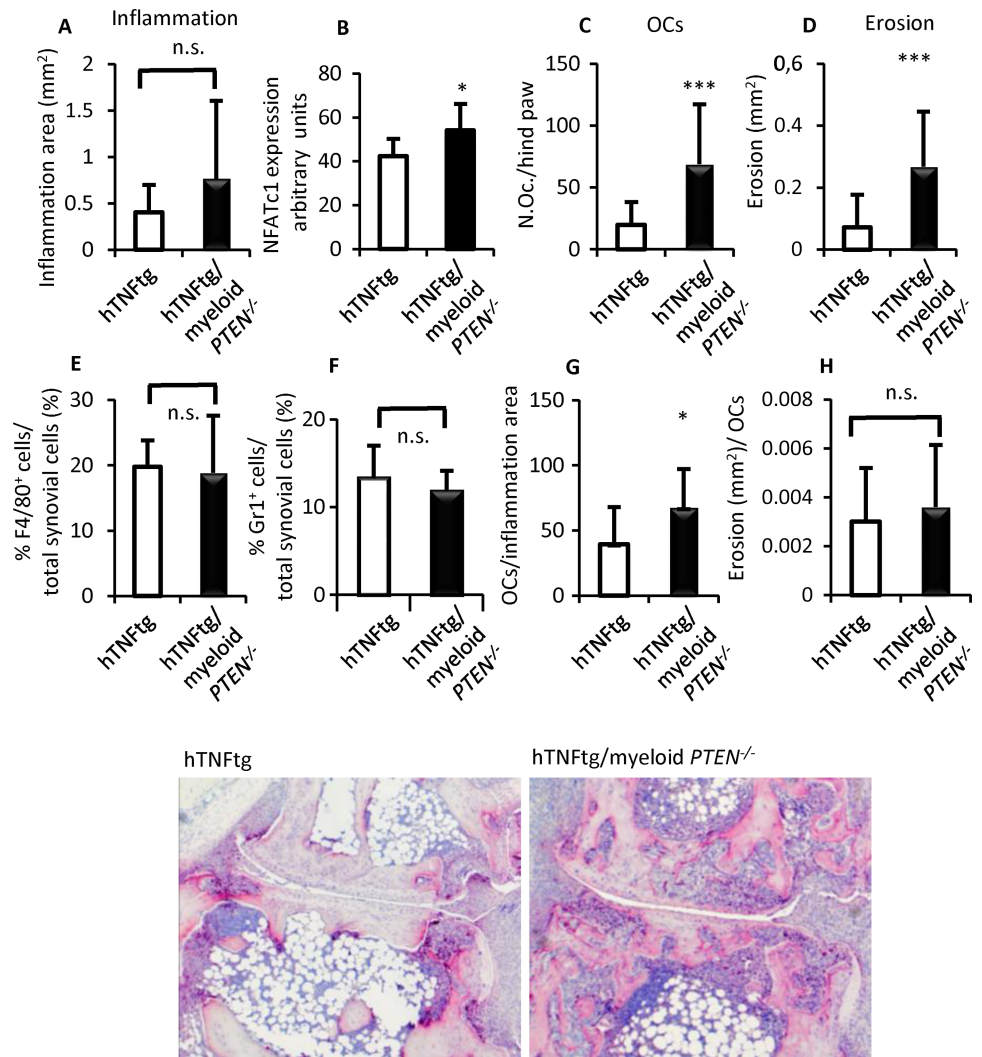 A
Inflammation
n.s.
Inflammation area (mm²)
2
1.5
1
0.5
0
hTNFtg
hTNFtg/
myeloid
PTEN-/-
B
*
NFATc1 expression
arbitrary units
80
60
40
20
0
hTNFtg
hTNFtg/
myeloid
PTEN-/-
C
OCs
***
N.Oc./hind paw
150
100
50
0
hTNFtg
hTNFtg/
myeloid
PTEN-/-
D
Erosion
***
Erosion (mm²)
0,6
0.4
0.2
0
hTNFtg
hTNFtg/
myeloid
PTEN-/-
E
n.s.
% F4/80⁺ cells/
total synovial cells (%)
30
20
10
0
hTNFtg
hTNFtg/
myeloid
PTEN-/-
F
n.s.
% Gr1⁺ cells/
total synovial cells (%)
20
10
0
hTNFtg
hTNFtg/
myeloid
PTEN-/-
G
*
OCs/inflammation area
150
100
50
0
hTNFtg
hTNFtg/
myeloid
PTEN-/-
H
n.s.
Erosion (mm²)/ OCs
0.008
0.006
0.004
0.002
0
hTNFtg
hTNFtg/
myeloid
PTEN-/-
hTNFtg
hTNFtg/myeloid PTEN-/-